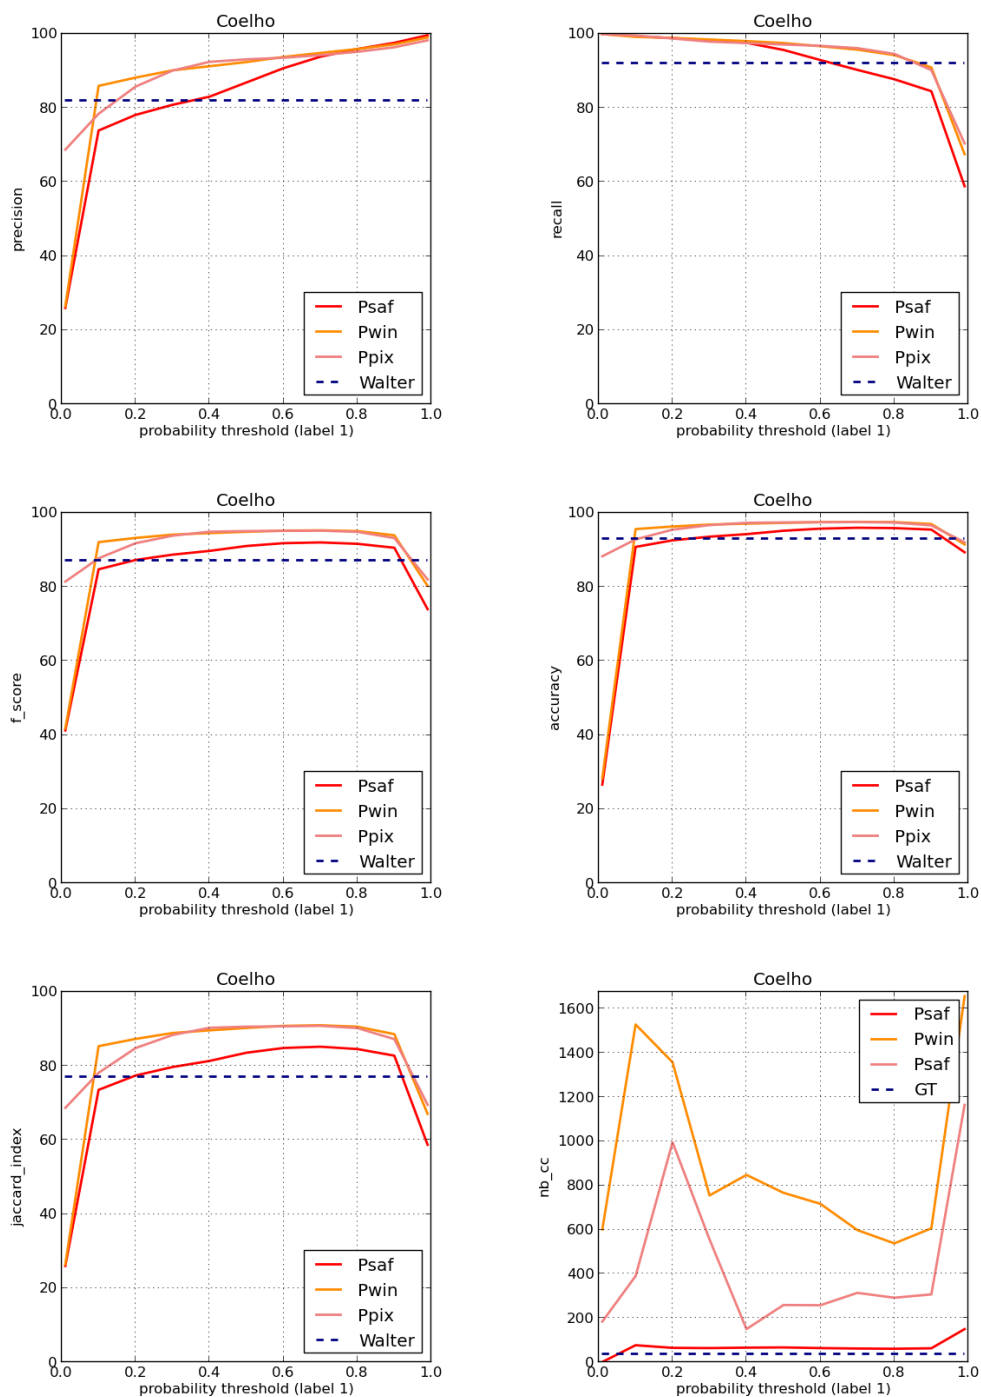 Coelho
100
80
60
40
20
0
precision
Psaf
Pwin
Ppix
Walter
0.0 0.2 0.4 0.6 0.8 1.0
probability threshold (label 1)
Coelho
100
80
60
40
20
0
recall
Psaf
Pwin
Ppix
Walter
0.0 0.2 0.4 0.6 0.8 1.0
probability threshold (label 1)
Coelho
100
80
60
40
20
0
f_score
Psaf
Pwin
Ppix
Walter
0.0 0.2 0.4 0.6 0.8 1.0
probability threshold (label 1)
Coelho
100
80
60
40
20
0
accuracy
Psaf
Pwin
Ppix
Walter
0.0 0.2 0.4 0.6 0.8 1.0
probability threshold (label 1)
Coelho
100
80
60
40
20
0
jaccard_index
Psaf
Pwin
Ppix
Walter
0.0 0.2 0.4 0.6 0.8 1.0
probability threshold (label 1)
Coelho
1600
1400
1200
1000
800
600
400
200
0
nb_cc
Psaf
Pwin
Psaf
GT
0.0 0.2 0.4 0.6 0.8 1.0
probability threshold (label 1)